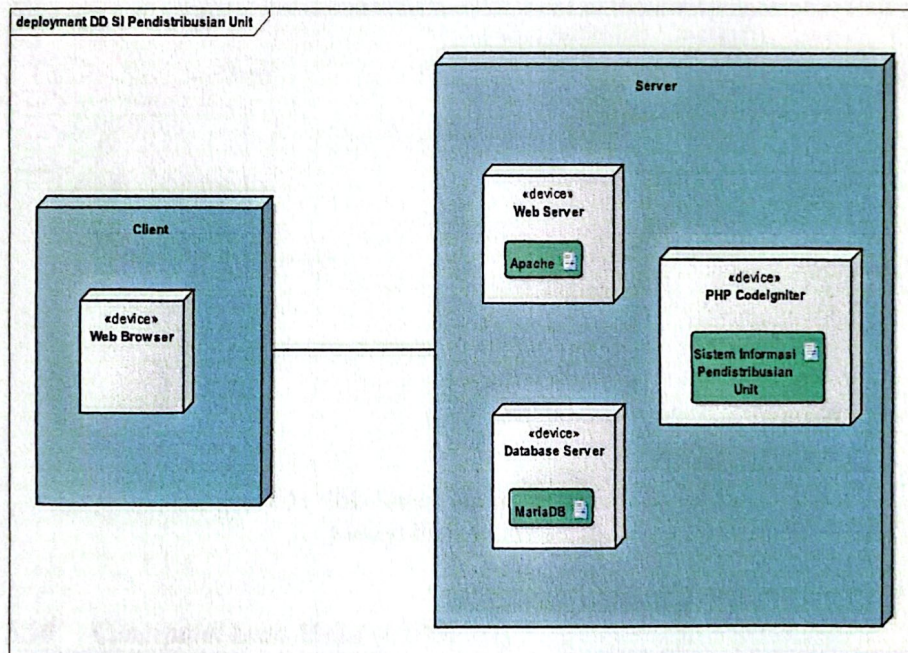 deployment DD SI Pendistribusian Unit
Client
«device»
Web Browser
Server
«device»
Web Server
Apache
«device»
PHP CodeIgniter
Sistem Informasi
Pendistribusian
Unit
«device»
Database Server
MariaDB